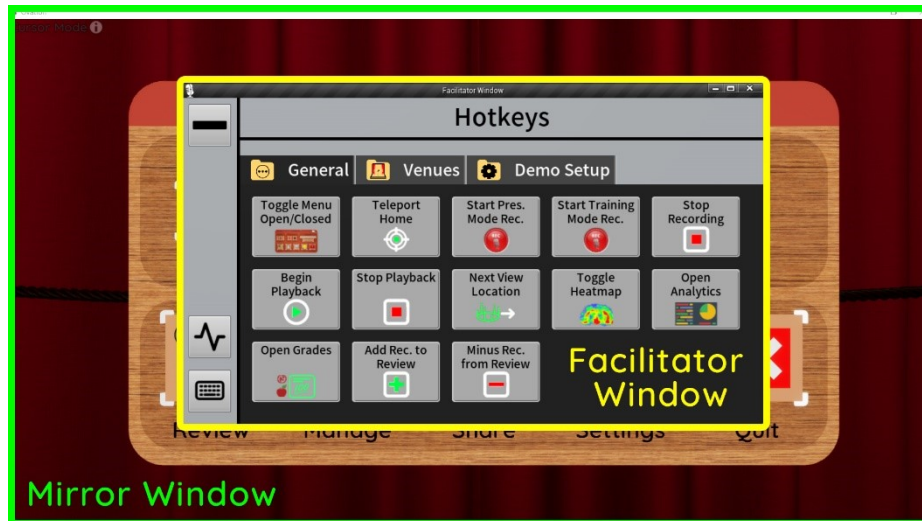 Facilitator Window
Hotkeys
General
Venues
Demo Setup
Toggle Menu
Open/Closed
Teleport
Home
Start Pres.
Mode Rec.
Start Training
Mode Rec.
Stop
Recording
Begin
Playback
Stop Playback
Next View
Location
Toggle
Heatmap
Open
Analytics
Open Grades
Add Rec. to
Review
Minus Rec.
from Review
Facilitator
Window
Review
Manage
Share
Settings
Quit
Mirror Window